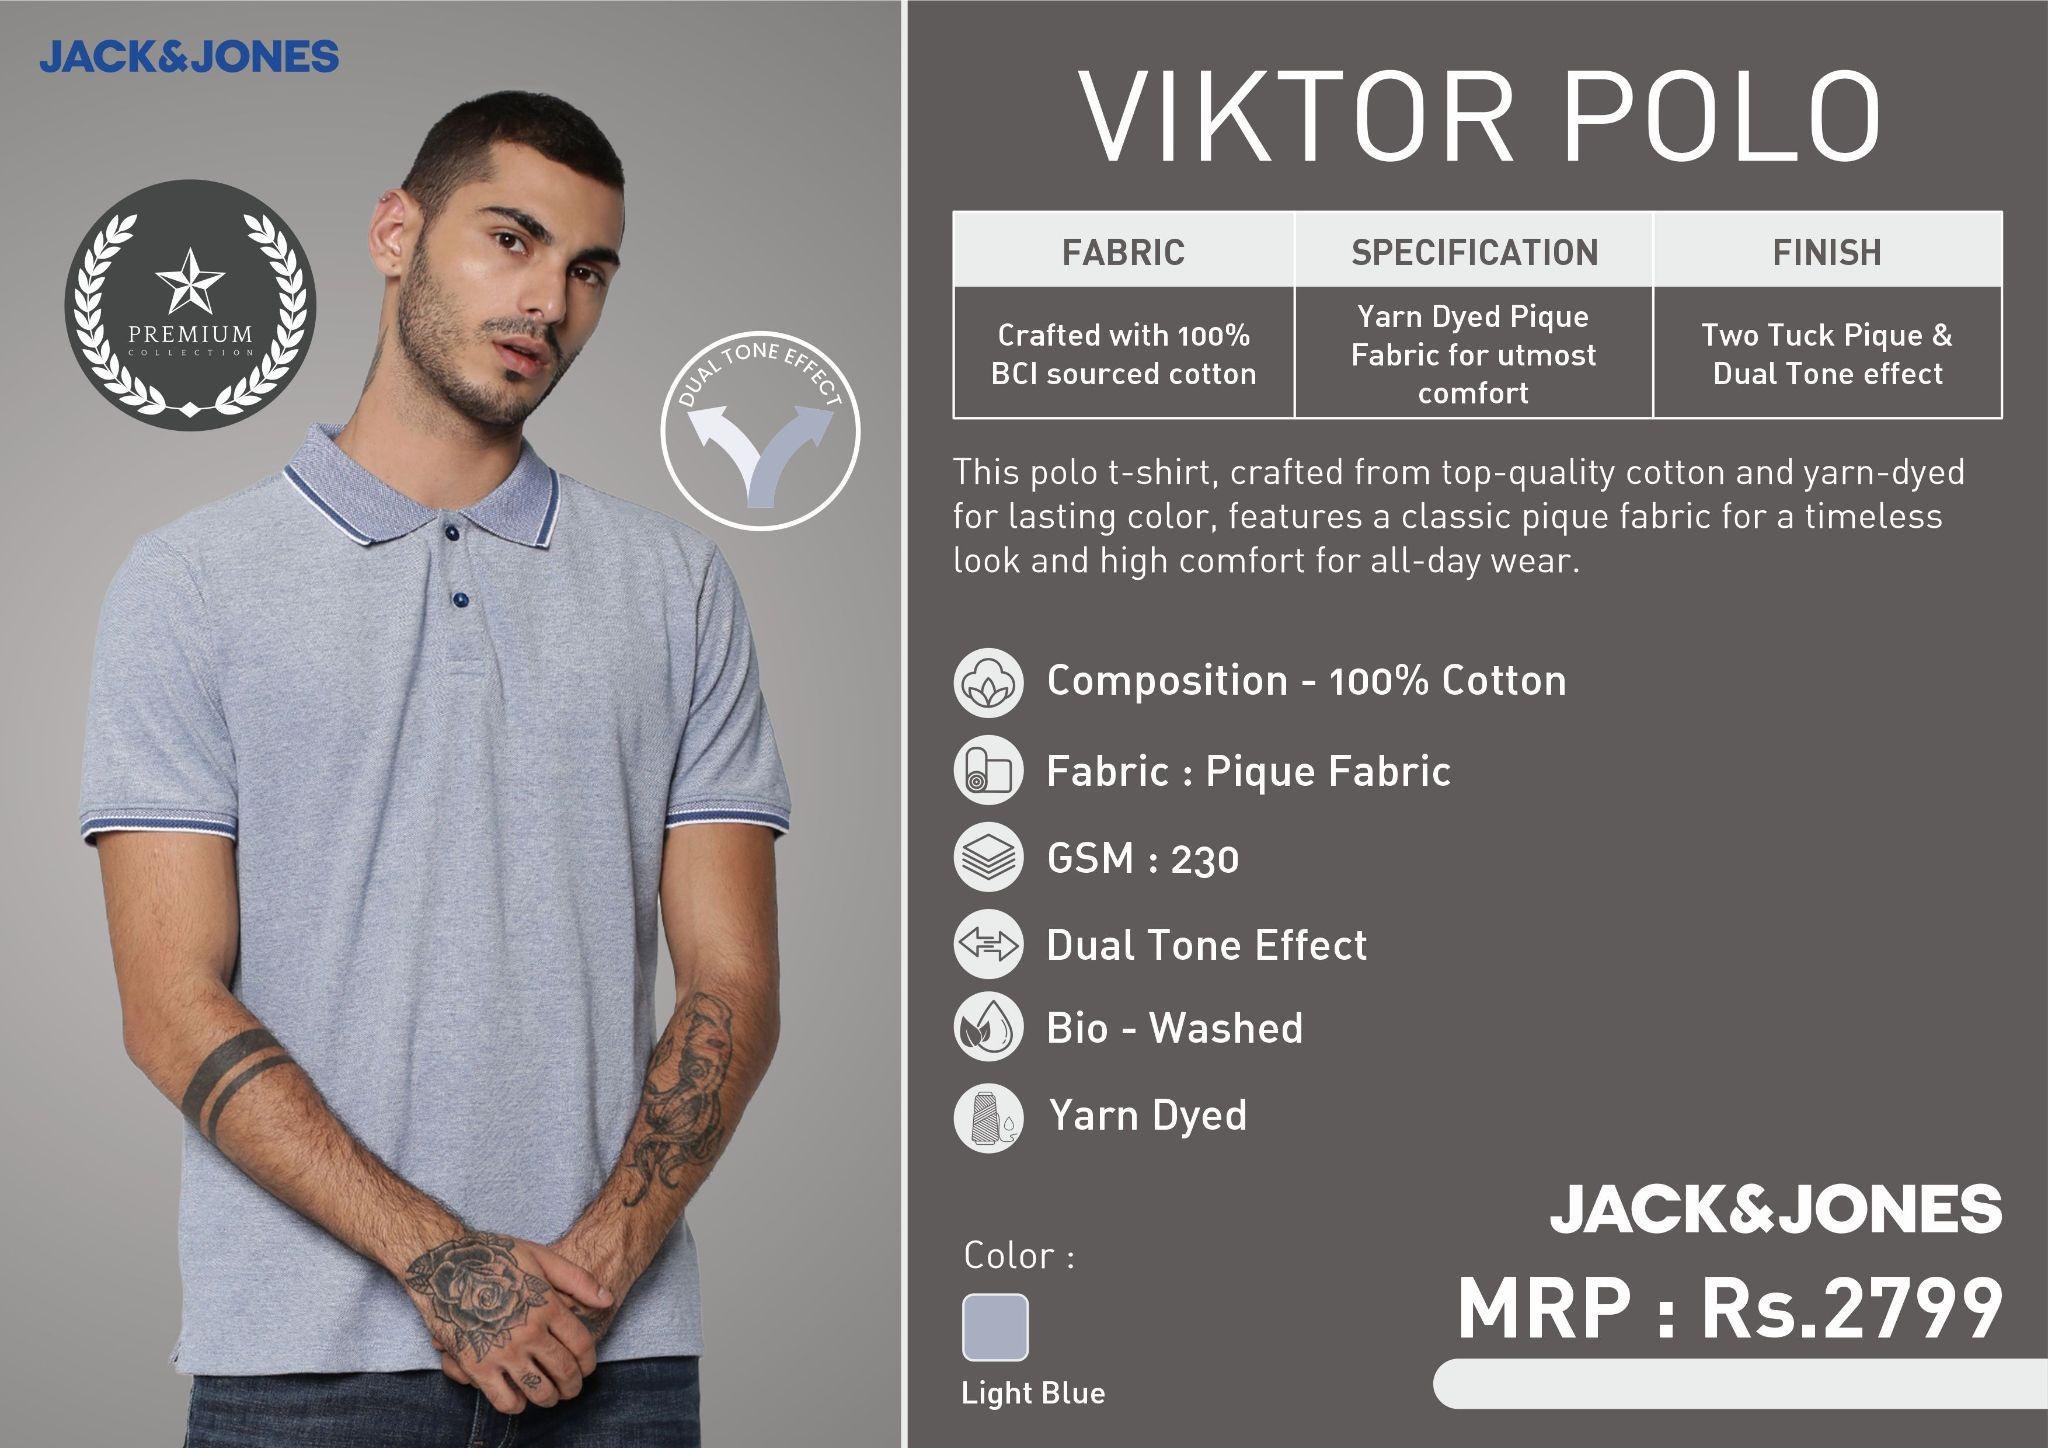 JACK&JONES
PREMIUM
COLLECTION
DUAL TONE EFFECT
VIKTOR POLO
FABRIC
SPECIFICATION
FINISH
Crafted with 100%
BCI sourced cotton
Yarn Dyed Pique
Fabric for utmost
comfort
Two Tuck Pique &
Dual Tone effect
This polo t-shirt, crafted from top-quality cotton and yarn-dyed
for lasting color, features a classic pique fabric for a timeless
look and high comfort for all-day wear.
Composition - 100% Cotton
Fabric : Pique Fabric
GSM : 230
Dual Tone Effect
Bio - Washed
Yarn Dyed
Color :
Light Blue
JACK&JONES
MRP : Rs.2799